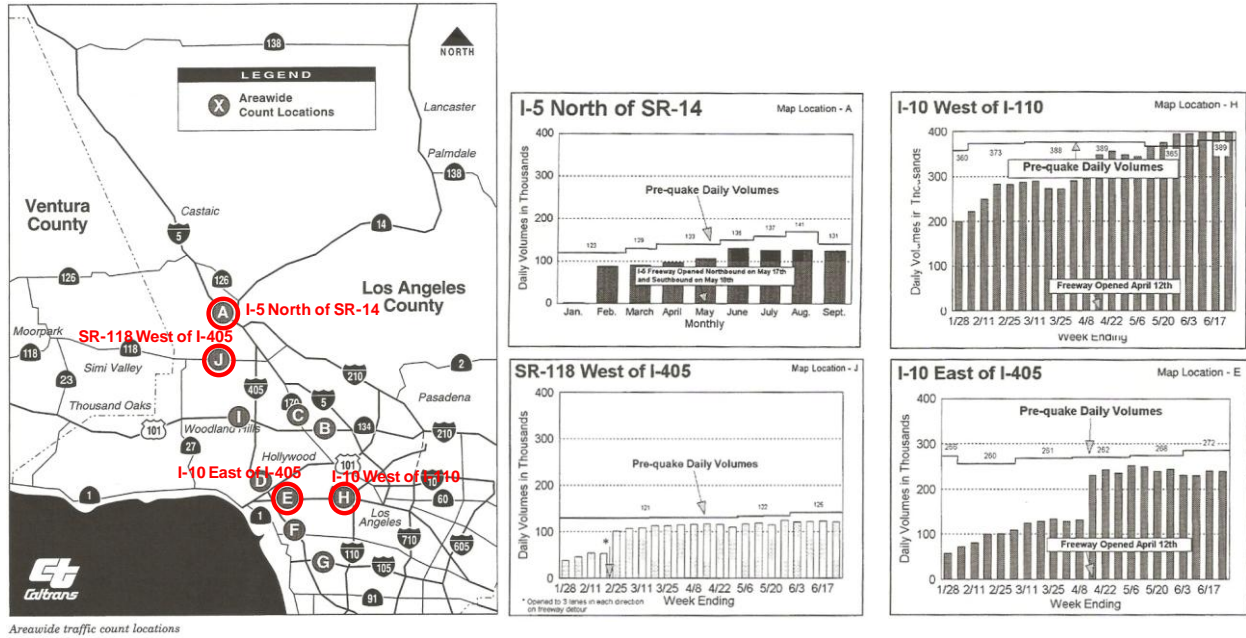 138
NORTH
LEGEND
X Areawide
Count Locations
Lancaster
Palmdale
138
Ventura
County
Castaic
5
14
126
126
Los Angeles
County
A I-5 North of SR-14
SR-118 West of I-405
Moorpark
118
118
J
Simi Valley
23
2
405
210
Thousand Oaks
170
5
Pasadena
I
C
B
134
101
Woodland Hills
210
27
Hollywood
101
I-10 East of I-405
I-10 West of I-110
D
10
1
E
H
60
1
Los
Angeles
F
G
110
105
710
605
91
ct
Caltrans
Areawide traffic count locations
I-5 North of SR-14
Map Location - A
Daily Volumes in Thousands
400
300
200
100
0
Pre-quake Daily Volumes
123
129
133
136
137
141
131
I-5 Freeway Opened Northbound on May 17th
and Southbound on May 18th
Jan. Feb. March April May June July Aug. Sept.
Monthly
I-10 West of I-110
Map Location - H
Daily Volumes in Thousands
400
300
200
100
0
360
373
388
389
365
389
Pre-quake Daily Volumes
Freeway Opened April 12th
1/28 2/11 2/25 3/11 3/25 4/8 4/22 5/6 5/20 6/3 6/17
Week Ending
SR-118 West of I-405
Map Location - J
Daily Volumes in Thousands
400
300
200
100
0
Pre-quake Daily Volumes
121
122
126
*
1/28 2/11 2/25 3/11 3/25 4/8 4/22 5/6 5/20 6/3 6/17
Week Ending
* Opened to 3 lanes in each direction
on freeway detour
I-10 East of I-405
Map Location - E
Daily Volumes in Thousands
400
300
200
100
0
Pre-quake Daily Volumes
260
261
262
268
272
Freeway Opened April 12th
1/28 2/11 2/25 3/11 3/25 4/8 4/22 5/6 5/20 6/3 6/17
Week Ending